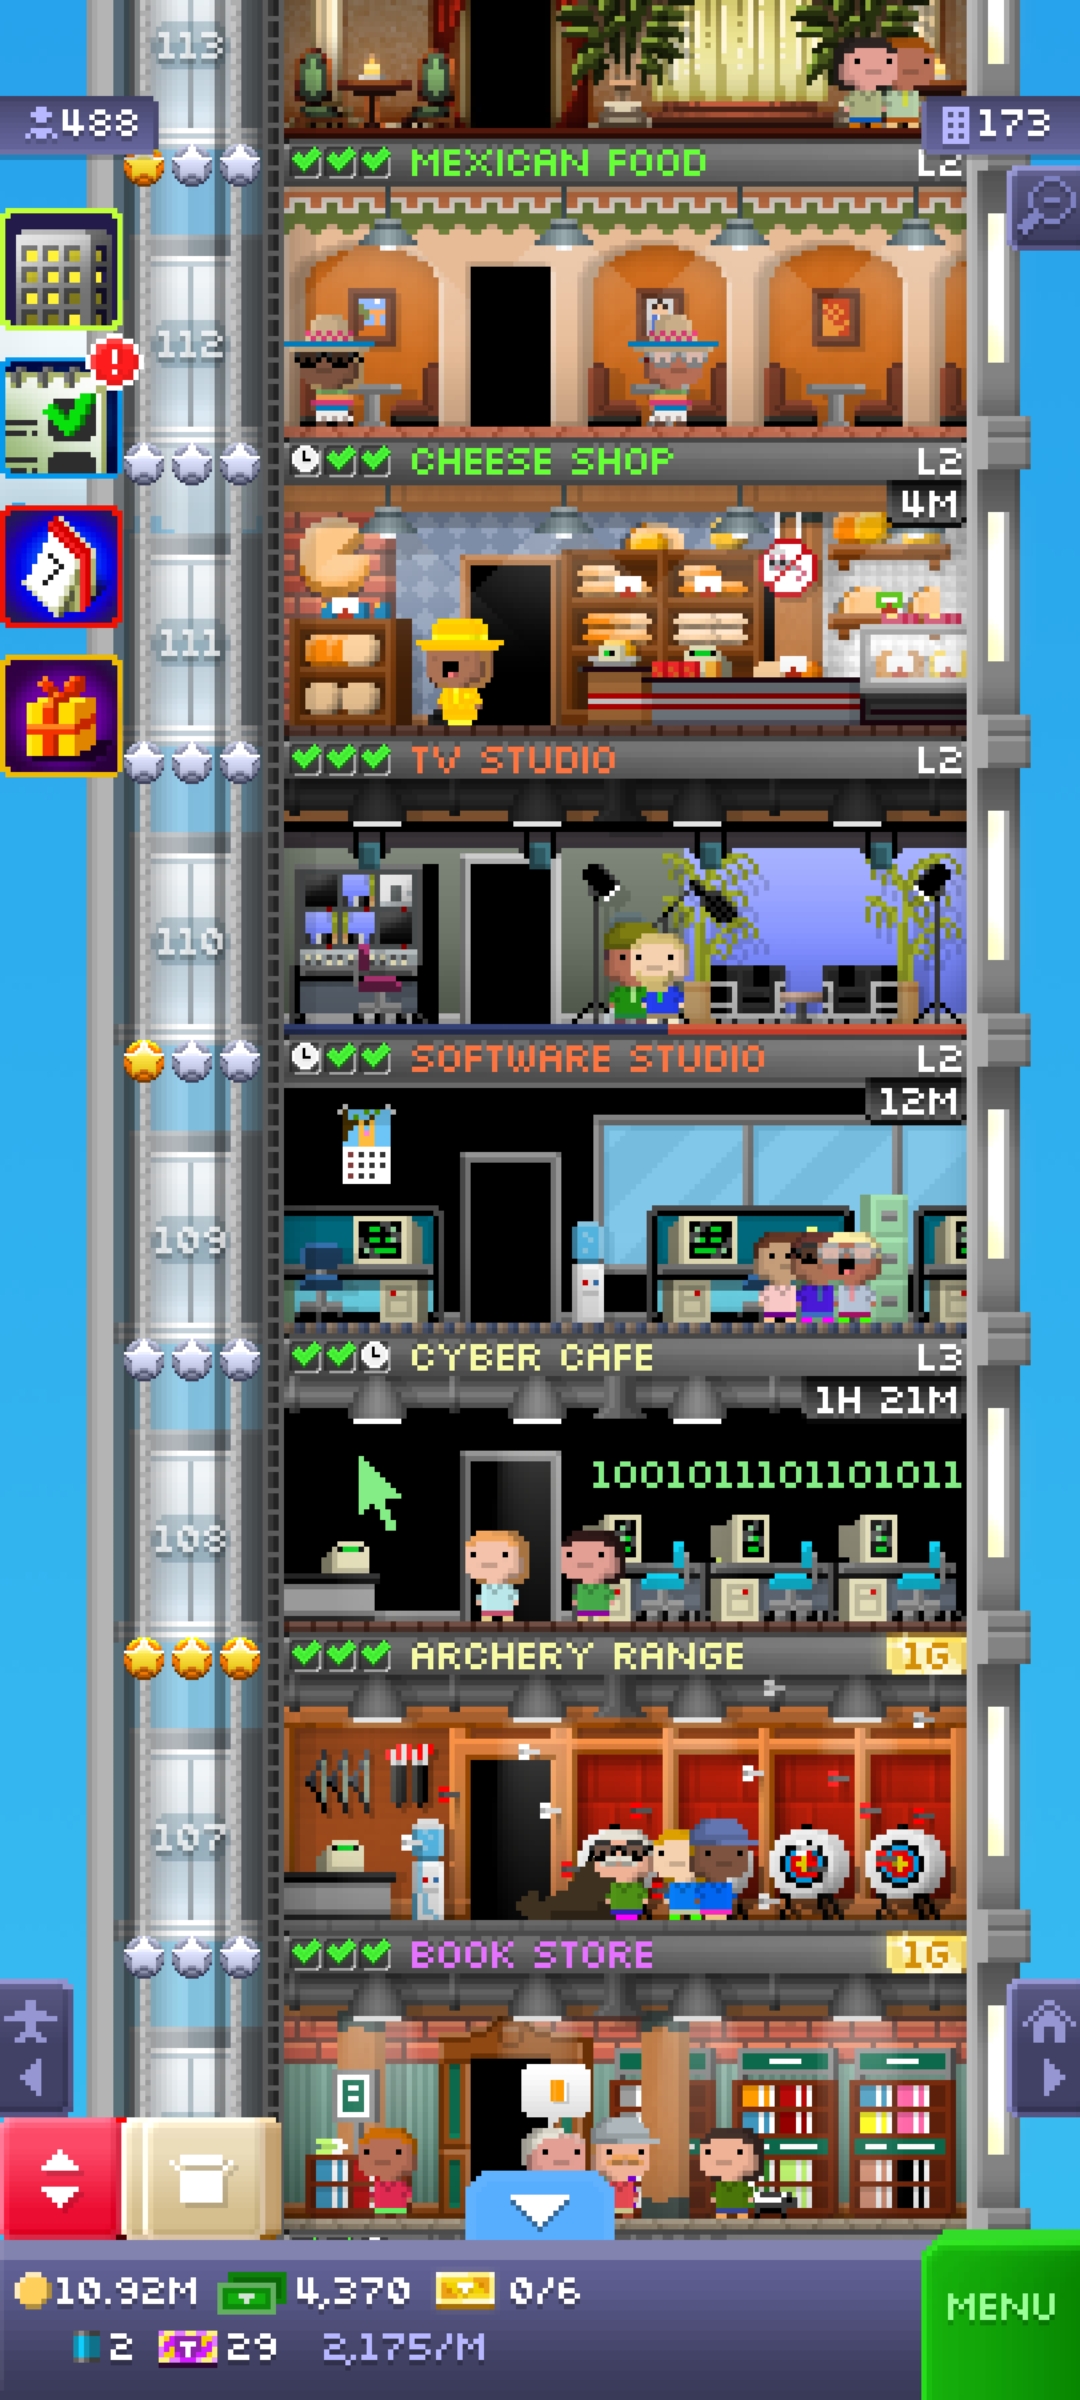 113
488
173
MEXICAN FOOD L2
112
CHEESE SHOP L2
4M
7
111
TV STUDIO L2
110
SOFTWARE STUDIO L2
12M
109
CYBER CAFE L3
1H 21M
1001011101101011
108
ARCHERY RANGE 1G
107
BOOK STORE 1G
10.92M 4,370 0/6
2 T 29 2,175/M
MENU